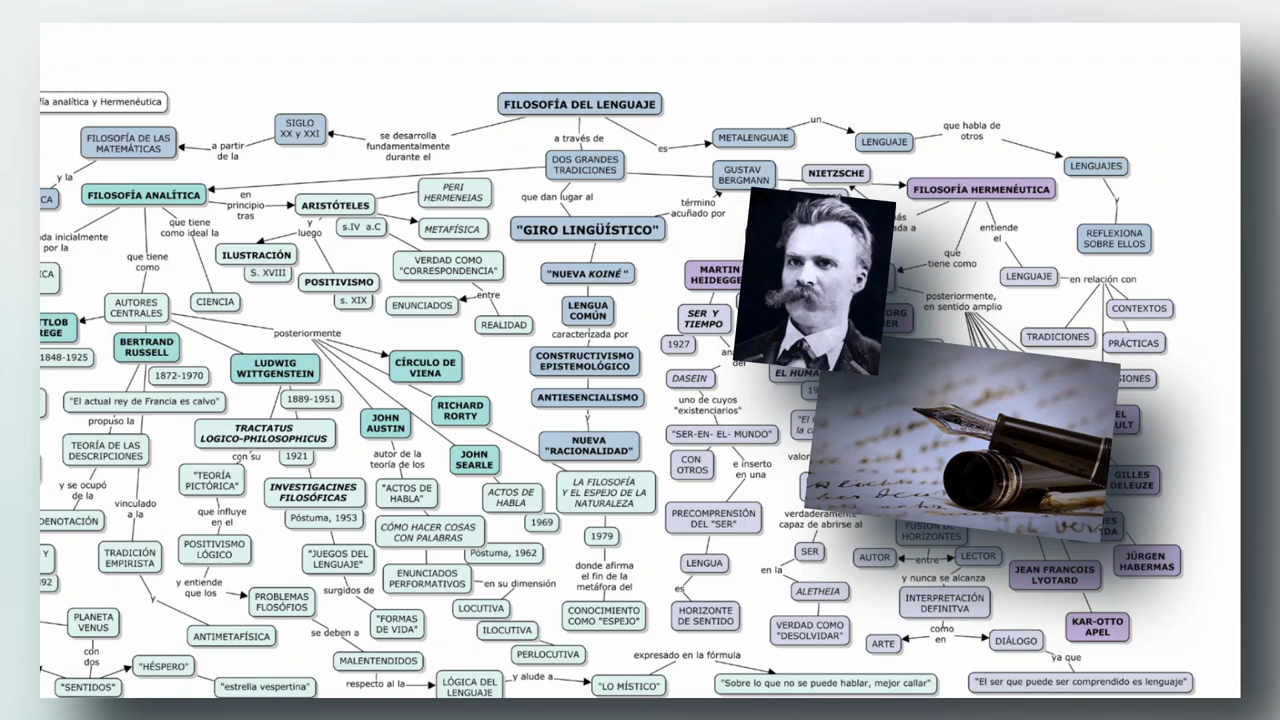 ía analítica y Hermenéutica
FILOSOFÍA DEL LENGUAJE
SIGLO
XX y XXI
se desarrolla
fundamentalmente
durante el
a través de
es
METALENGUAJE
un
LENGUAJE
que habla de
otros
LENGUAJES
FILOSOFÍA DE LAS
MATEMÁTICAS
a partir
de la
y la
DOS GRANDES
TRADICIONES
GUSTAV
BERGMANN
NIETZSCHE
FILOSOFÍA HERMENÉUTICA
y
CA
FILOSOFÍA ANALÍTICA
en
principio
tras
ARISTÓTELES
PERI
HERMENEIAS
que dan lugar al
término
acuñado por
que tiene
como ideal la
y
luego
s.IV a.C
METAFÍSICA
"GIRO LINGÜÍSTICO"
entiende
el
REFLEXIONA
SOBRE ELLOS
da inicialmente
por la
que tiene
como
ILUSTRACIÓN
S. XVIII
VERDAD COMO
"CORRESPONDENCIA"
que
tiene como
ICA
POSITIVISMO
s. XIX
"NUEVA KOINÉ "
MARTIN
HEIDEGGE
LENGUAJE
en relación con
AUTORES
CENTRALES
CIENCIA
ENUNCIADOS
entre
REALIDAD
LENGUA
COMÚN
SER Y
TIEMPO
posteriormente,
en sentido amplio
CONTEXTOS
TTLOB
REGE
posteriormente
caracterizada por
1927
TRADICIONES
PRÁCTICAS
1848-1925
BERTRAND
RUSSELL
1872-1970
LUDWIG
WITTGENSTEIN
CÍRCULO DE
VIENA
CONSTRUCTIVISMO
EPISTEMOLÓGICO
DASEIN
SIONES
"El actual rey de Francia es calvo"
1889-1951
RICHARD
RORTY
ANTIESENCIALISMO
uno de cuyos
"existenciarios"
propuso la
TRACTATUS
LOGICO-PHILOSOPHICUS
JOHN
AUSTIN
y
"SER-EN- EL- MUNDO"
TEORÍA DE LAS
DESCRIPCIONES
con su
1921
autor de la
teoría de los
JOHN
SEARLE
NUEVA
"RACIONALIDAD"
CON
OTROS
e inserto
en una
y se ocupó
de la
"TEORÍA
PICTÓRICA"
INVESTIGACINES
FILOSÓFICAS
"ACTOS DE
HABLA"
ACTOS DE
HABLA
LA FILOSOFÍA
Y EL ESPEJO DE LA
NATURALEZA
GILLES
DELEUZE
vinculado
a la
que influye
en el
Póstuma, 1953
1969
PRECOMPRENSIÓN
DEL "SER"
verdaderamente
capaz de abrirse al
DENOTACIÓN
CÓMO HACER COSAS
CON PALABRAS
1979
FUSIÓN DE
HORIZONTES
TRADICIÓN
EMPIRISTA
POSITIVISMO
LÓGICO
"JUEGOS DEL
LENGUAJE"
Póstuma, 1962
donde afirma
el fin de la
metáfora del
LENGUA
SER
AUTOR
entre
LECTOR
JÜRGEN
HABERMAS
Y
y entiende
que los
surgidos de
ENUNCIADOS
PERFORMATIVOS
en su dimensión
es
en la
y nunca se alcanza
JEAN FRANCOIS
LYOTARD
y
PROBLEMAS
FLOSÓFIOS
LOCUTIVA
CONOCIMIENTO
COMO "ESPEJO"
HORIZONTE
DE SENTIDO
ALETHEIA
INTERPRETACIÓN
DEFINITVA
PLANETA
VENUS
ANTIMETAFÍSICA
se deben a
"FORMAS
DE VIDA"
ILOCUTIVA
VERDAD COMO
"DESOLVIDAR"
como
en
KAR-OTTO
APEL
con
dos
"HÉSPERO"
MALENTENDIDOS
PERLOCUTIVA
expresado en la fórmula
ARTE
DIÁLOGO
ya que
"SENTIDOS"
"estrella vespertina"
respecto al la
LÓGICA DEL
LENGUAJE
y alude a
"LO MÍSTICO"
"Sobre lo que no se puede hablar, mejor callar"
"El ser que puede ser comprendido es lenguaje"